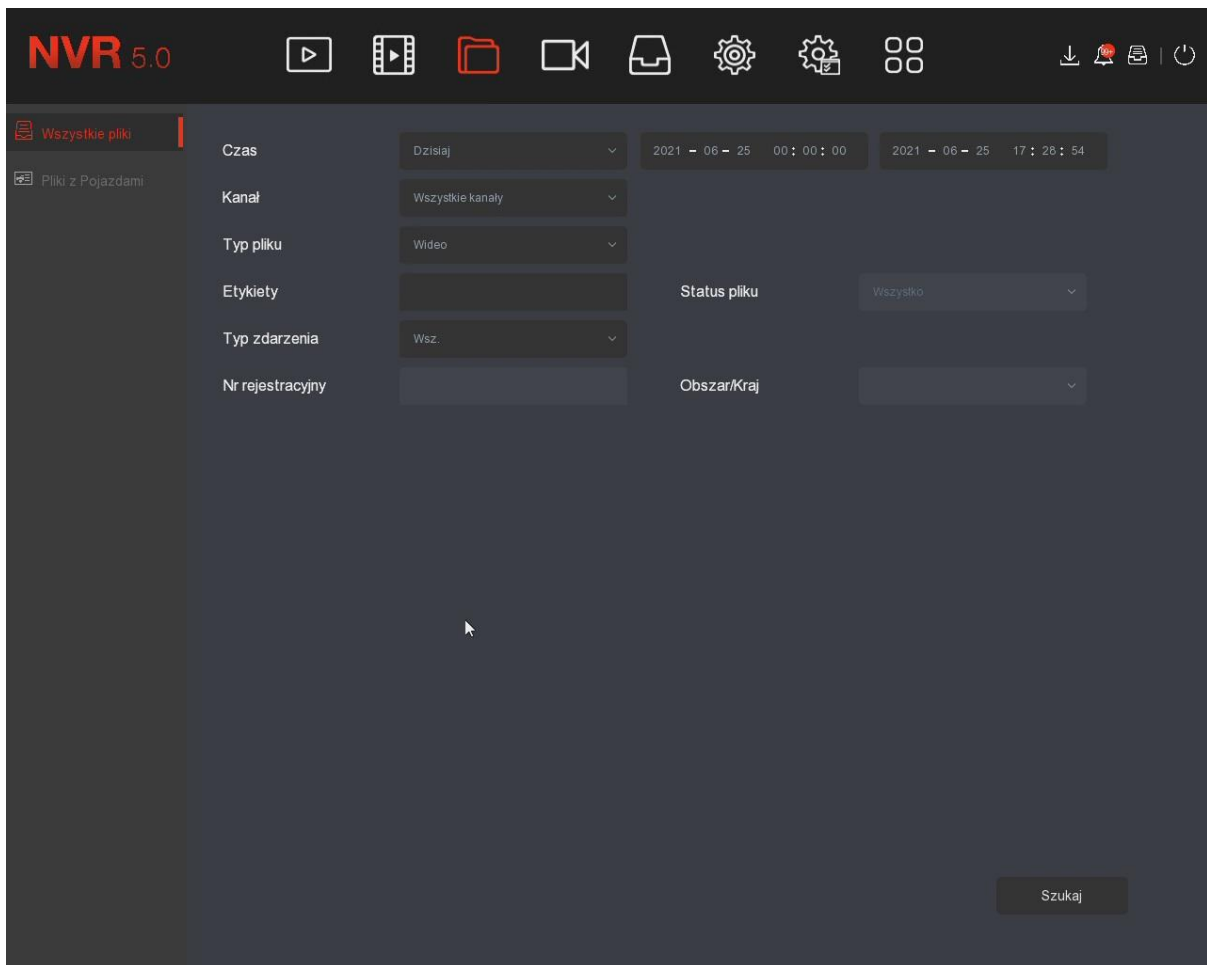 NVR 5.0
99+
Wszystkie pliki
Pliki z Pojazdami
Czas Dzisiaj 2021 - 06 - 25 00 : 00 : 00 2021 - 06 - 25 17 : 28 : 54
Kanał Wszystkie kanały
Typ pliku Wideo
Etykiety Status pliku Wszystko
Typ zdarzenia Wsz.
Nr rejestracyjny Obszar/Kraj
Szukaj